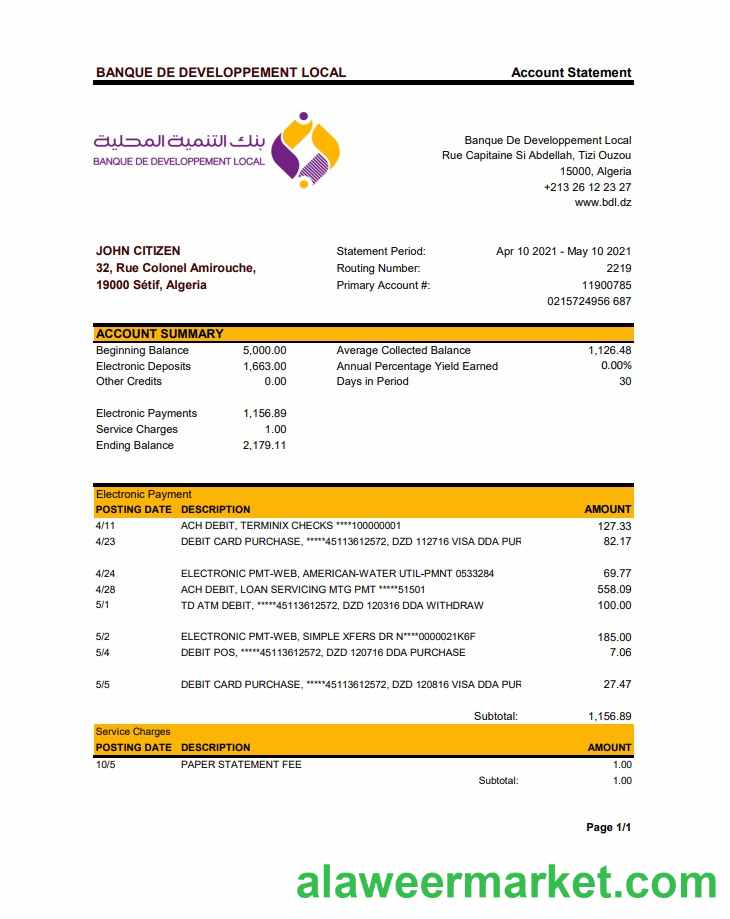 BANQUE DE DEVELOPPEMENT LOCAL Account Statement
بنك التنمية المحلية
BANQUE DE DEVELOPPEMENT LOCAL
Banque De Developpement Local
Rue Capitaine Si Abdellah, Tizi Ouzou
15000, Algeria
+213 26 12 23 27
www.bdl.dz
JOHN CITIZEN Statement Period: Apr 10 2021 - May 10 2021
32, Rue Colonel Amirouche, Routing Number: 2219
19000 Sétif, Algeria Primary Account #: 11900785
0215724956 687
ACCOUNT SUMMARY
Beginning Balance 5,000.00 Average Collected Balance 1,126.48
Electronic Deposits 1,663.00 Annual Percentage Yield Earned 0.00%
Other Credits 0.00 Days in Period 30
Electronic Payments 1,156.89
Service Charges 1.00
Ending Balance 2,179.11
Electronic Payment
POSTING DATE DESCRIPTION AMOUNT
4/11 ACH DEBIT, TERMINIX CHECKS ****100000001 127.33
4/23 DEBIT CARD PURCHASE, *****45113612572, DZD 112716 VISA DDA PUR 82.17
4/24 ELECTRONIC PMT-WEB, AMERICAN-WATER UTIL-PMNT 0533284 69.77
4/28 ACH DEBIT, LOAN SERVICING MTG PMT *****51501 558.09
5/1 TD ATM DEBIT, *****45113612572, DZD 120316 DDA WITHDRAW 100.00
5/2 ELECTRONIC PMT-WEB, SIMPLE XFERS DR N****0000021K6F 185.00
5/4 DEBIT POS, *****45113612572, DZD 120716 DDA PURCHASE 7.06
5/5 DEBIT CARD PURCHASE, *****45113612572, DZD 120816 VISA DDA PUR 27.47
Subtotal: 1,156.89
Service Charges
POSTING DATE DESCRIPTION AMOUNT
10/5 PAPER STATEMENT FEE 1.00
Subtotal: 1.00
Page 1/1
alaweermarket.com